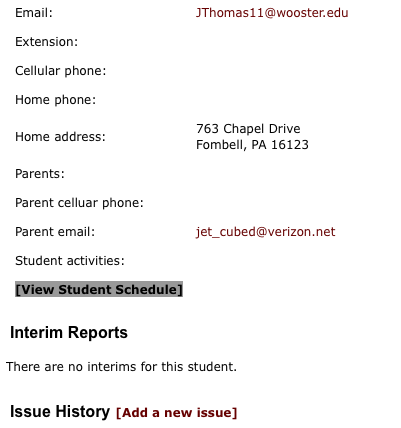 Email: JThomas11@wooster.edu
Extension:
Cellular phone:
Home phone:
Home address: 763 Chapel Drive
Fombell, PA 16123
Parents:
Parent celluar phone:
Parent email: jet_cubed@verizon.net
Student activities:
[View Student Schedule]
Interim Reports
There are no interims for this student.
Issue History [Add a new issue]